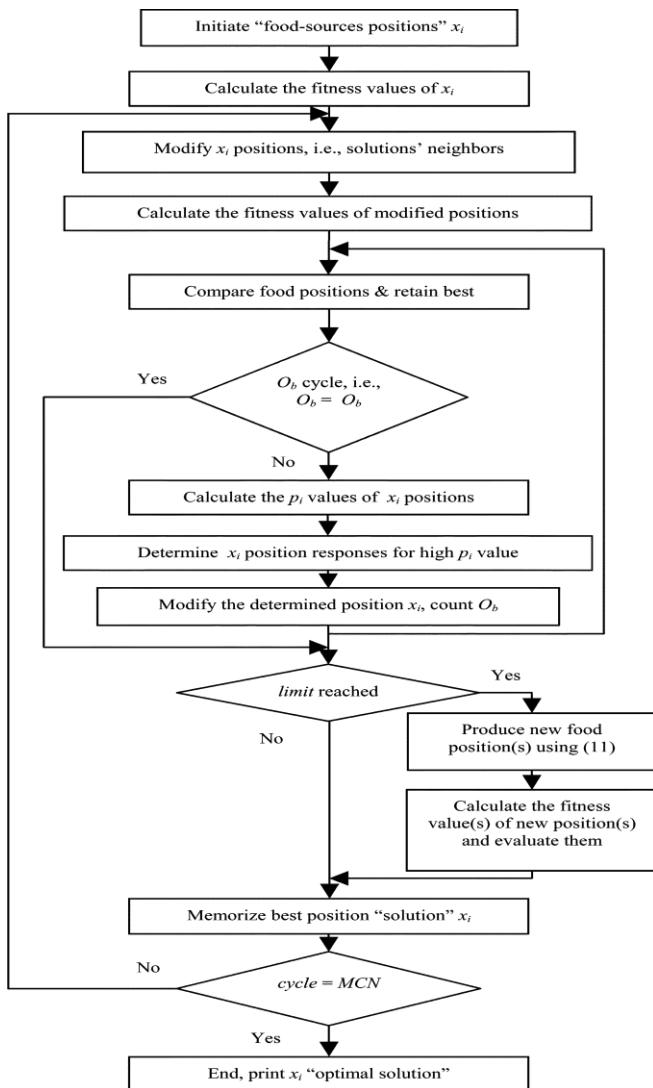 Initiate “food-sources positions” xi
Calculate the fitness values of xi
Modify xi positions, i.e., solutions’ neighbors
Calculate the fitness values of modified positions
Compare food positions & retain best
Yes
Ob cycle, i.e.,
Ob = Ob
No
Calculate the pi values of xi positions
Determine xi position responses for high pi value
Modify the determined position xi, count Ob
limit reached
Yes
No
Produce new food
position(s) using (11)
Calculate the fitness
value(s) of new position(s)
and evaluate them
Memorize best position “solution” xi
No
cycle = MCN
Yes
End, print xi “optimal solution”